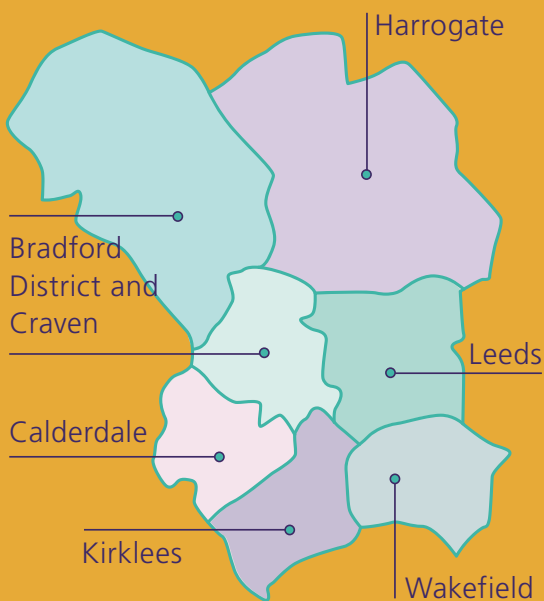 Harrogate
Bradford
District and
Craven
Leeds
Calderdale
Kirklees
Wakefield